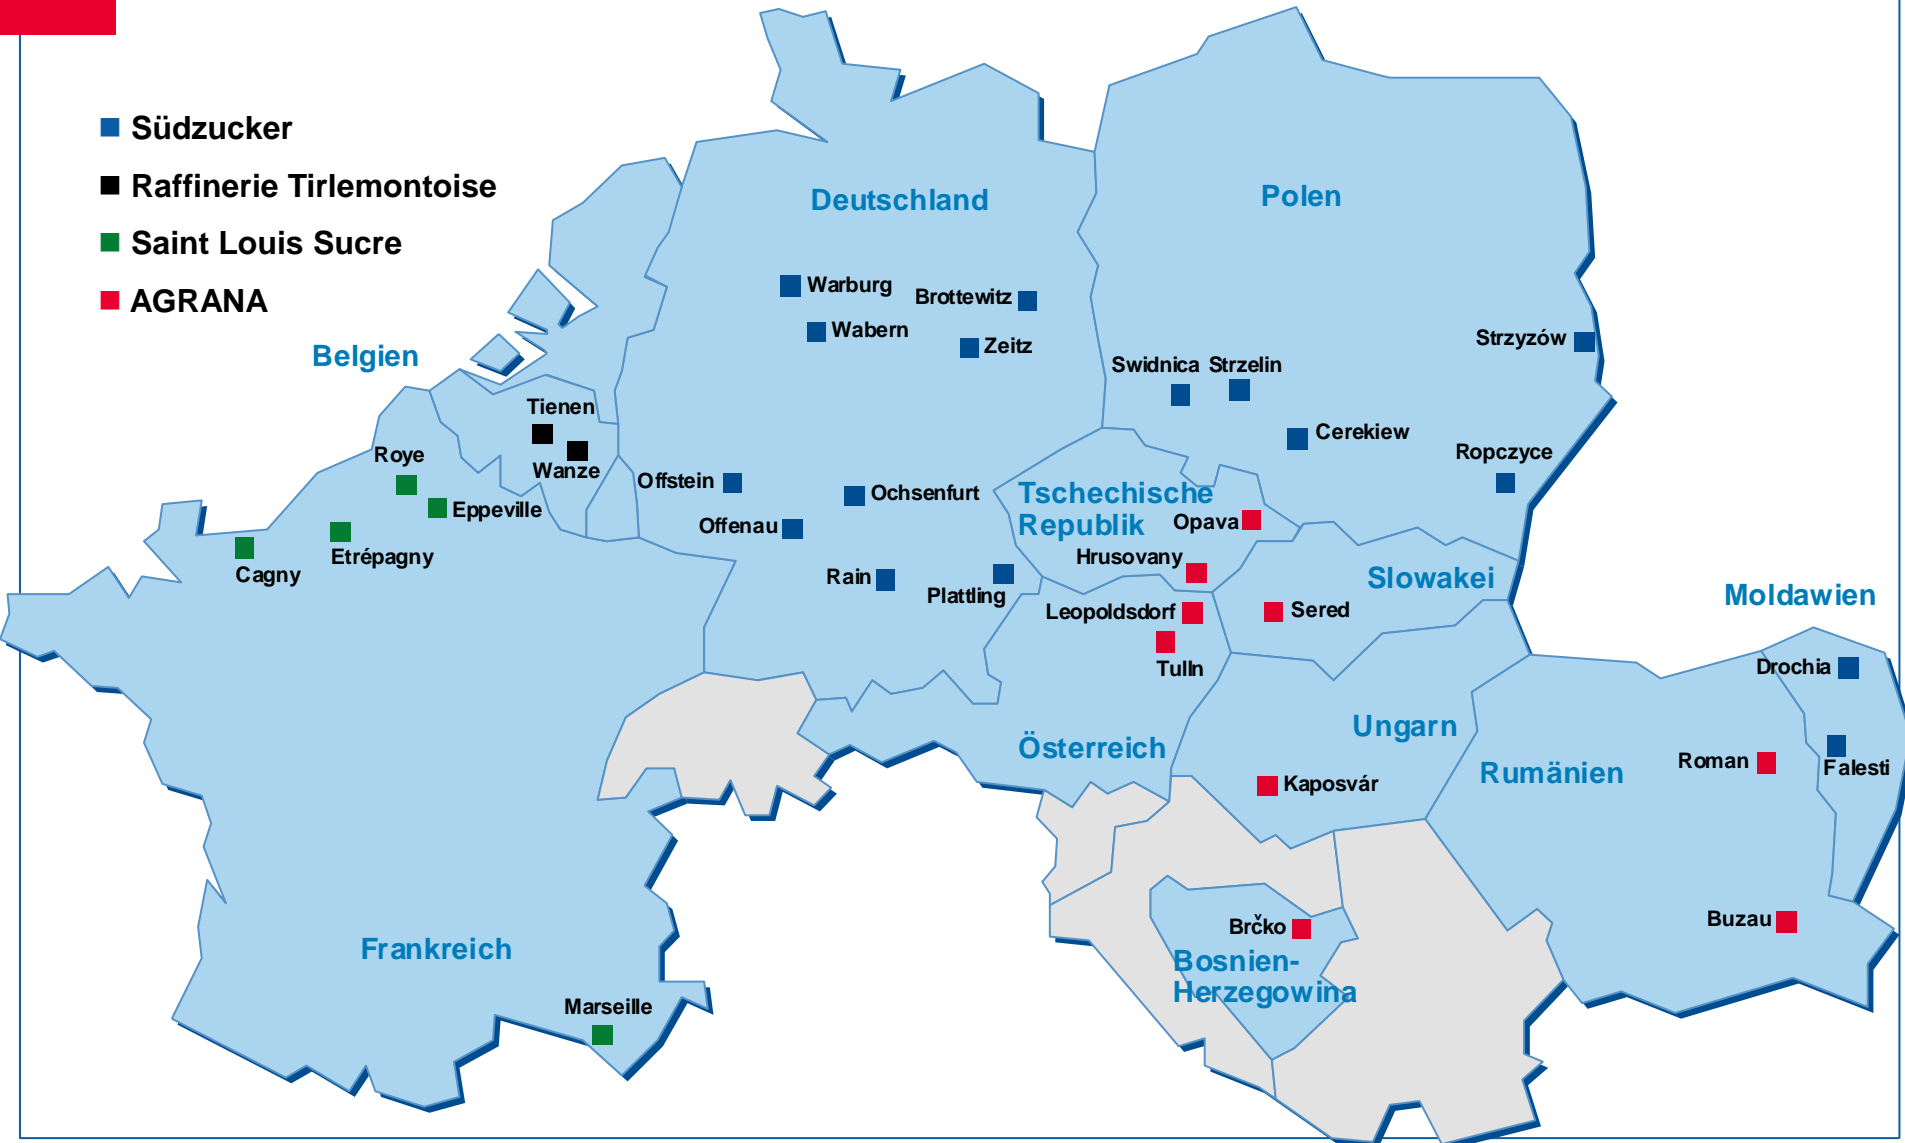 Südzucker
Raffinerie Tirlemontoise
Saint Louis Sucre
AGRANA
Deutschland
Polen
Warburg
Brottewitz
Wabern
Zeitz
Strzyzów
Belgien
Swidnica
Strzelin
Tienen
Cerekiew
Roye
Wanze
Ropczyce
Offstein
Ochsenfurt
Tschechische
Republik
Eppeville
Offenau
Opava
Etrépagny
Cagny
Hrusovany
Rain
Plattling
Slowakei
Moldawien
Leopoldsdorf
Sered
Tulln
Drochia
Österreich
Ungarn
Roman
Falesti
Rumänien
Kaposvár
Buzau
Brčko
Frankreich
Bosnien-
Herzegowina
Marseille